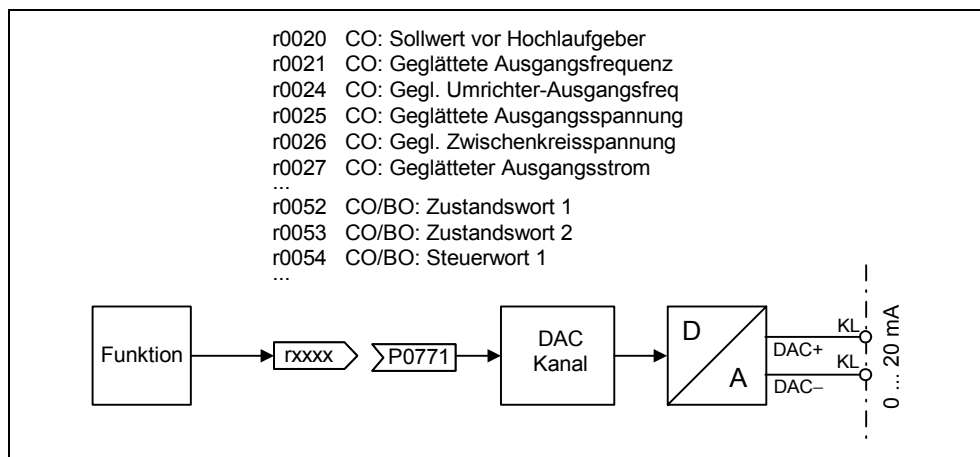 r0020 CO: Sollwert vor Hochlaufgeber
r0021 CO: Geglättete Ausgangsfrequenz
r0024 CO: Gegl. Umrichter-Ausgangsfreq
r0025 CO: Geglättete Ausgangsspannung
r0026 CO: Gegl. Zwischenkreisspannung
r0027 CO: Geglätteter Ausgangsstrom
...
r0052 CO/BO: Zustandswort 1
r0053 CO/BO: Zustandswort 2
r0054 CO/BO: Steuerwort 1
...
Funktion
rxxxx
P0771
DAC
Kanal
D
A
KL
DAC+
KL
DAC–
0 ... 20 mA